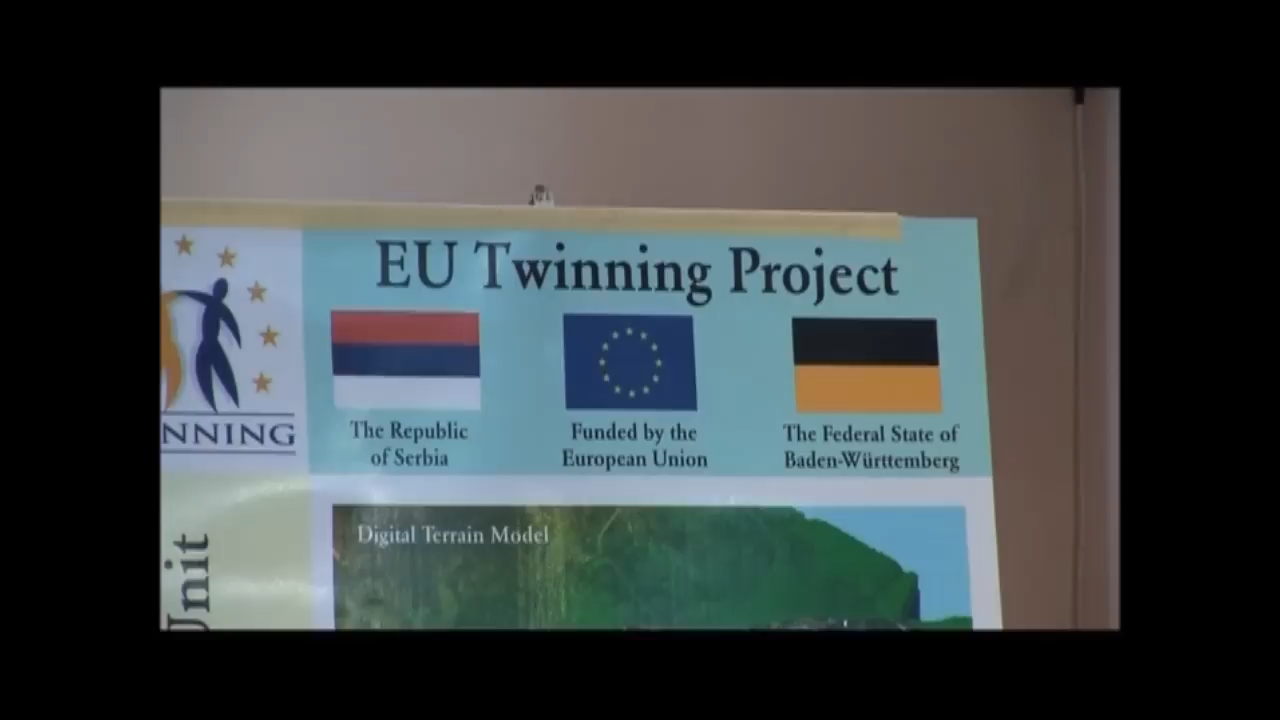 EU Twinning Project
NNING
The Republic
of Serbia
Funded by the
European Union
The Federal State of
Baden-Württemberg
Digital Terrain Model
Unit